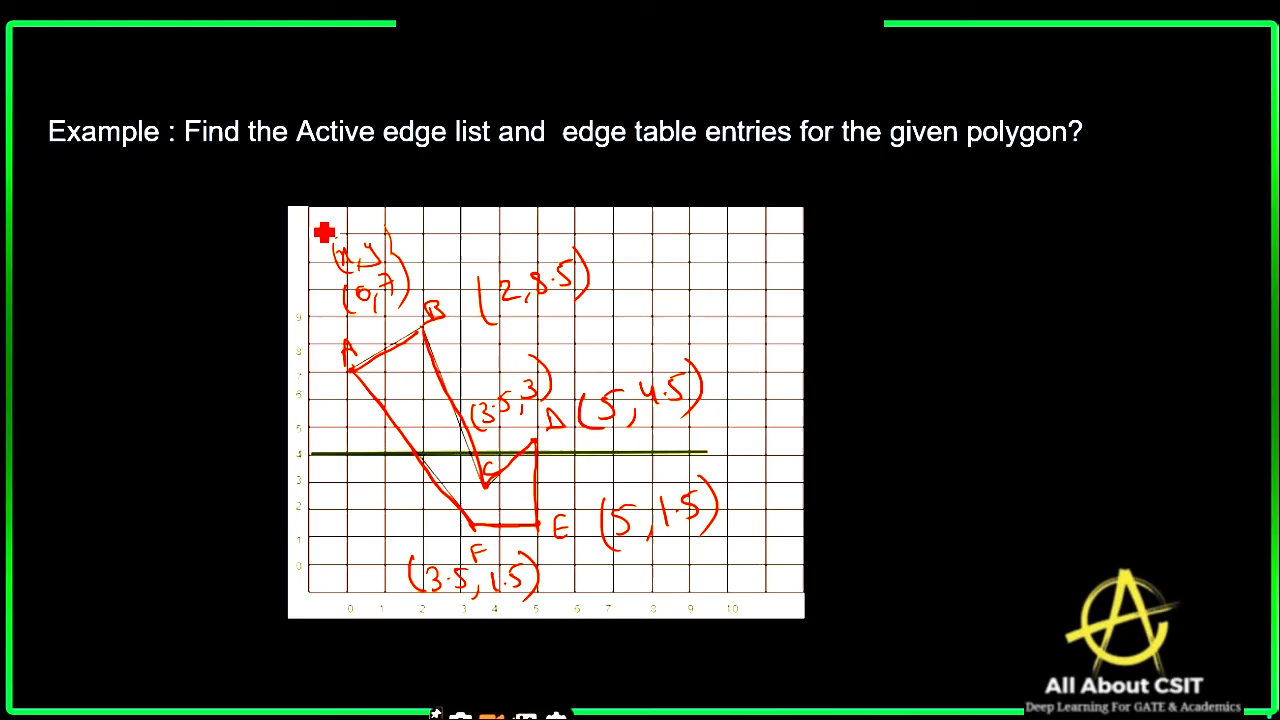 Example : Find the Active edge list and  edge table entries for the given polygon?
(x,y)
(0,7)
B
(2,8.5)
A
(3.5,3)
D
(5,4.5)
C
E
(5,1.5)
F
(3.5,1.5)
9
8
7
6
5
4
3
2
1
0
0 1 2 3 4 5 6 7 8 9 10
All About CSIT
Deep Learning For GATE & Academics